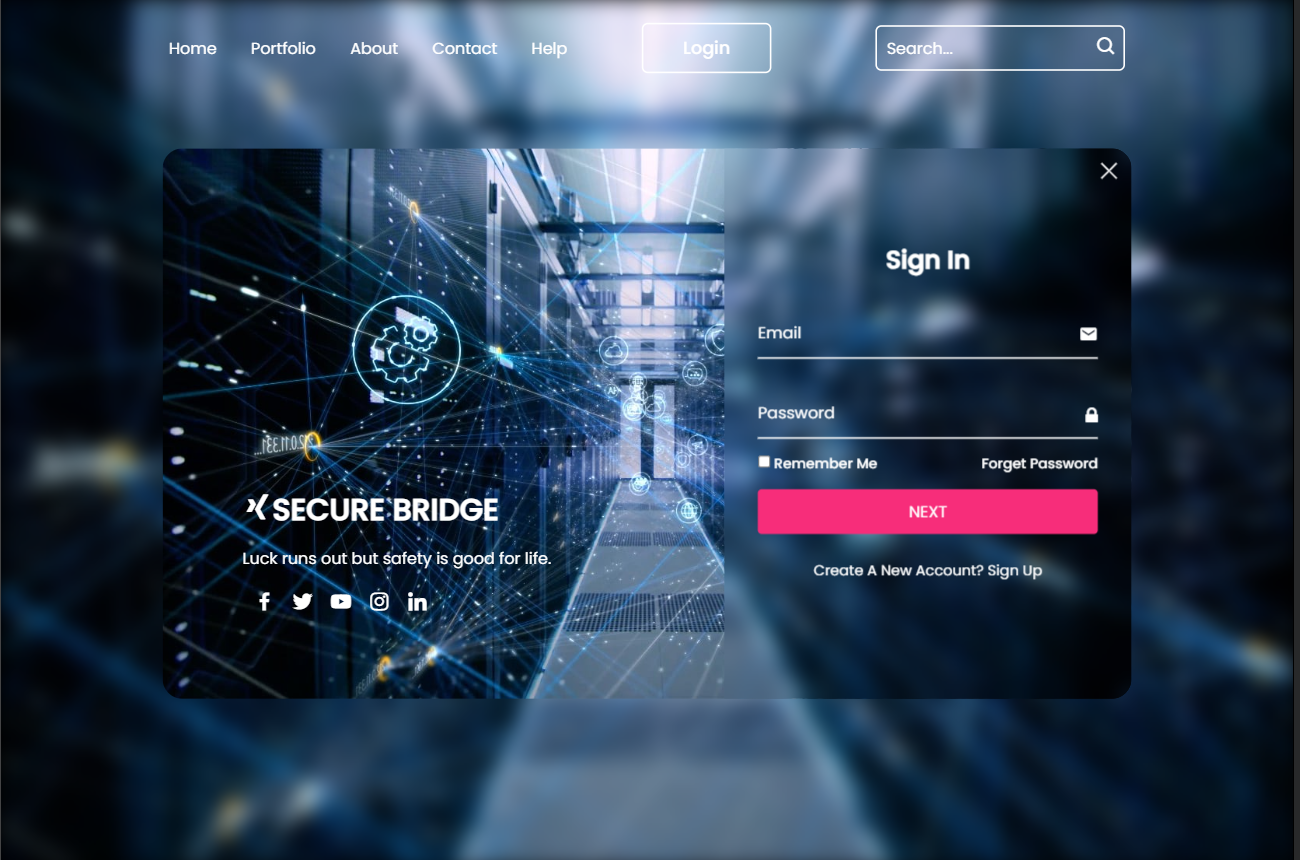 Home Portfolio About Contact Help Login Search...
Sign In
Email
Password
Remember Me Forget Password
NEXT
Create A New Account? Sign Up
SECURE BRIDGE
Luck runs out but safety is good for life.